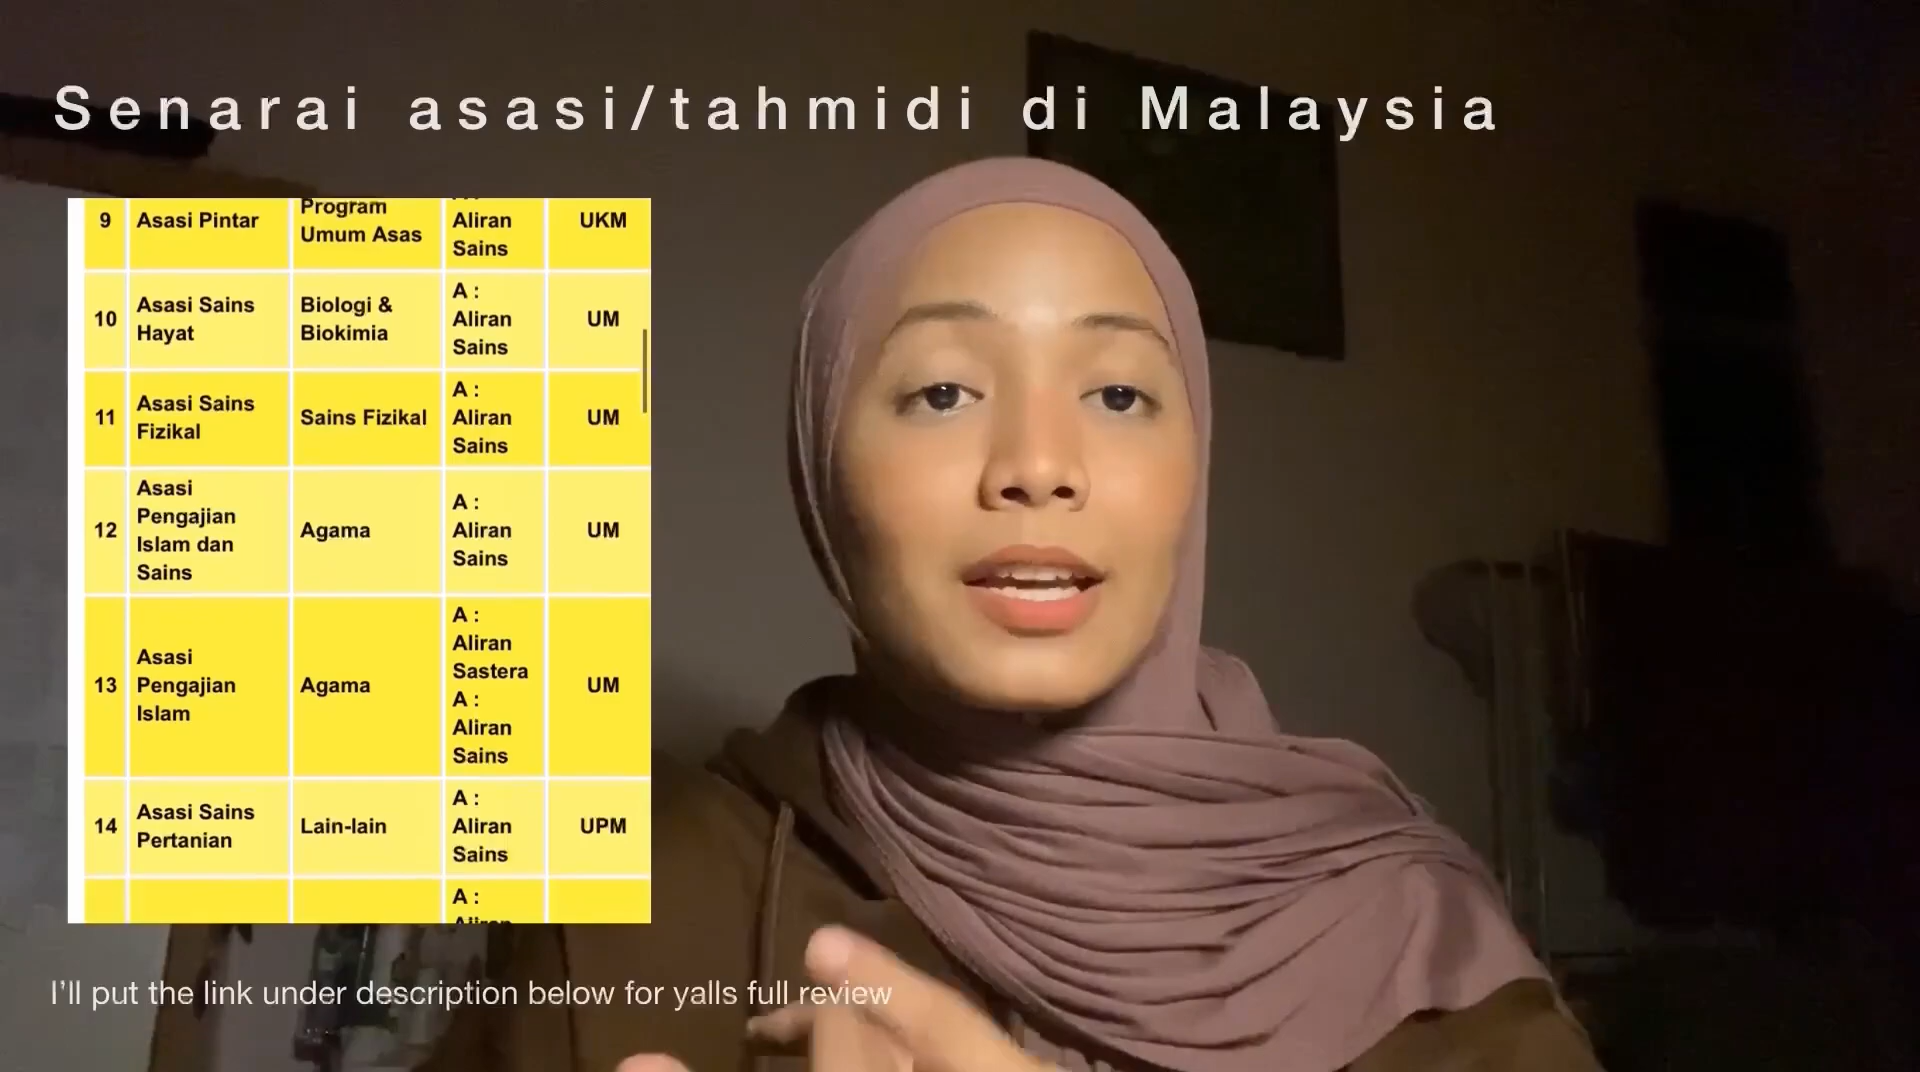 Senarai asasi/tahmidi di Malaysia
9 Asasi Pintar Program Umum Asas Aliran Sains UKM
10 Asasi Sains Hayat Biologi & Biokimia A : Aliran Sains UM
11 Asasi Sains Fizikal Sains Fizikal A : Aliran Sains UM
12 Asasi Pengajian Islam dan Sains Agama A : Aliran Sains UM
13 Asasi Pengajian Islam Agama A : Aliran Sastera A : Aliran Sains UM
14 Asasi Sains Pertanian Lain-lain A : Aliran Sains UPM
A :
I'll put the link under description below for yalls full review